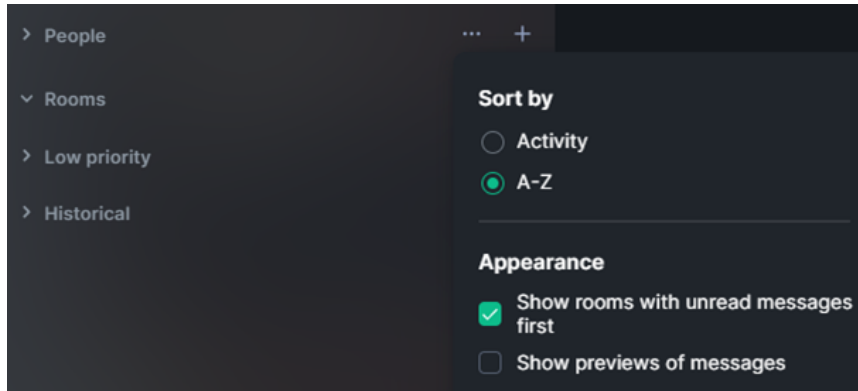 People
Rooms
Low priority
Historical
Sort by
Activity
A-Z
Appearance
Show rooms with unread messages
first
Show previews of messages